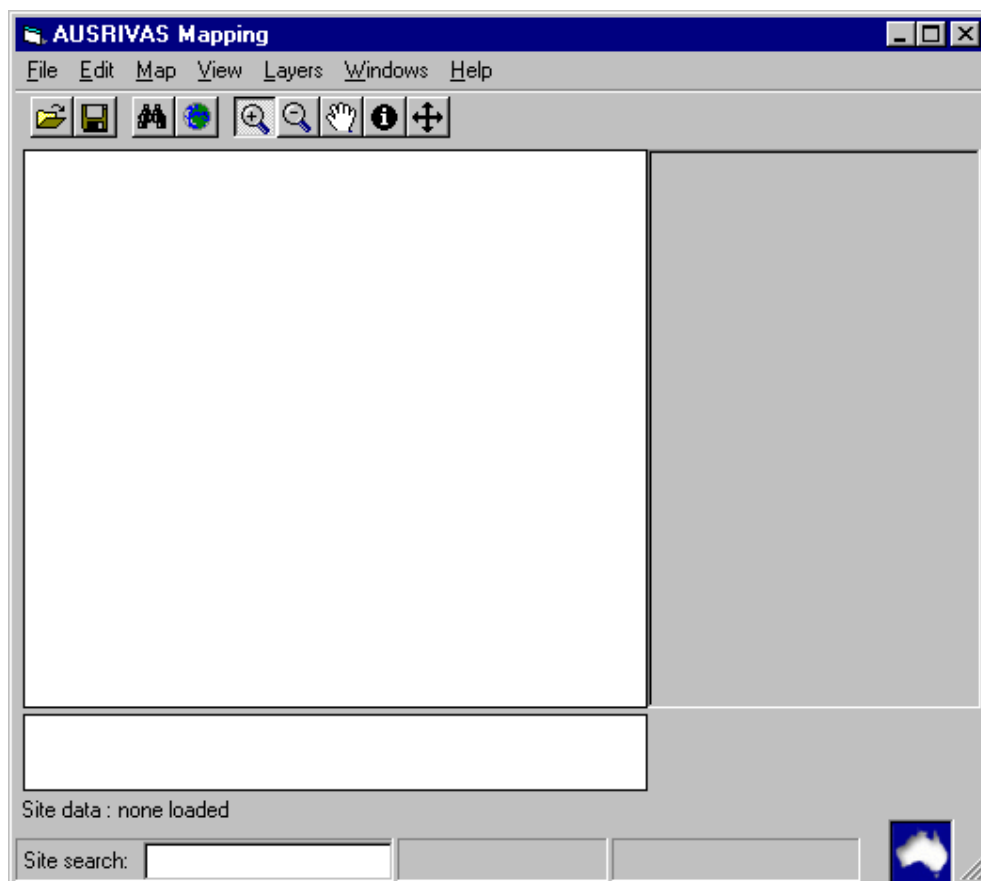 AUSRIVAS Mapping
File Edit Map View Layers Windows Help
Site data : none loaded
Site search: